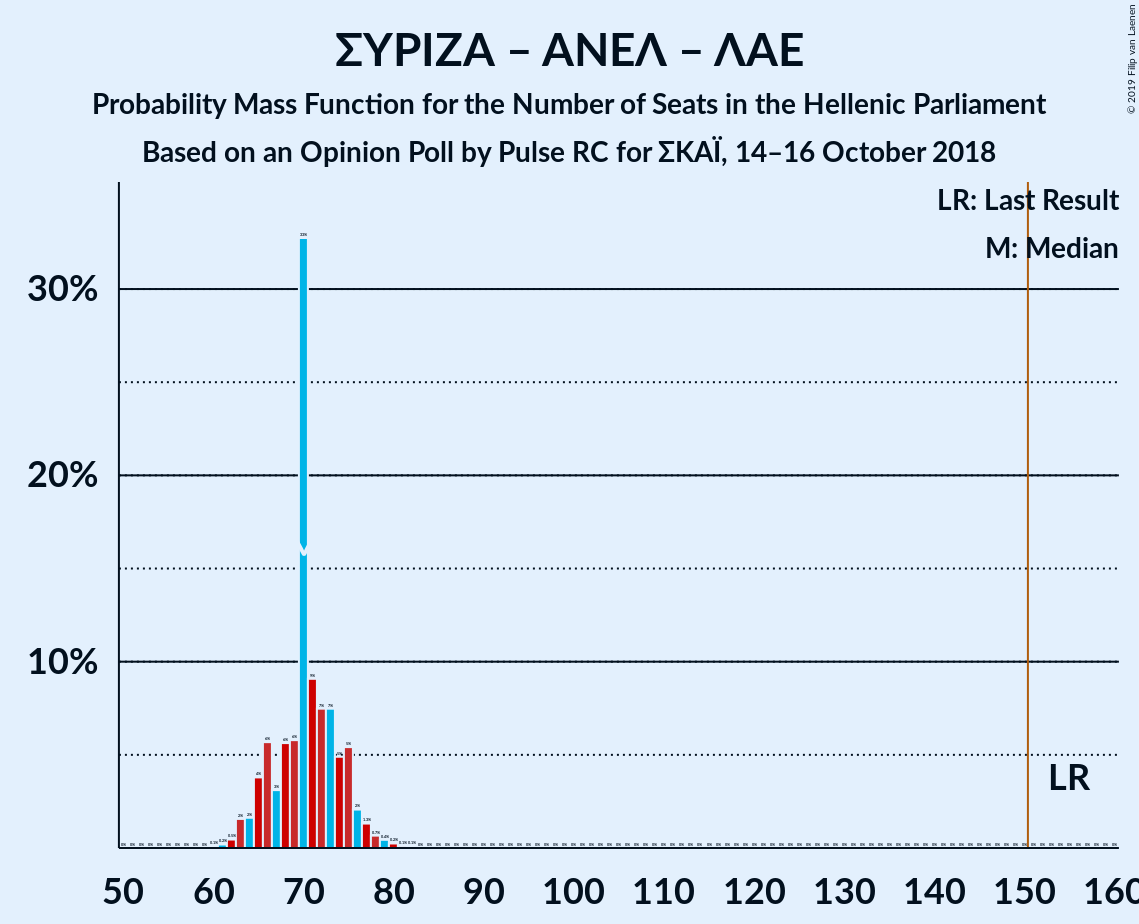 ΣΥΡΙΖΑ – ΑΝΕΛ – ΛΑΕ
Probability Mass Function for the Number of Seats in the Hellenic Parliament
Based on an Opinion Poll by Pulse RC for ΣΚΑΪ, 14–16 October 2018
© 2019 Filip van Laenen
LR: Last Result
M: Median
30%
20%
10%
LR
50 60 70 80 90 100 110 120 130 140 150 160